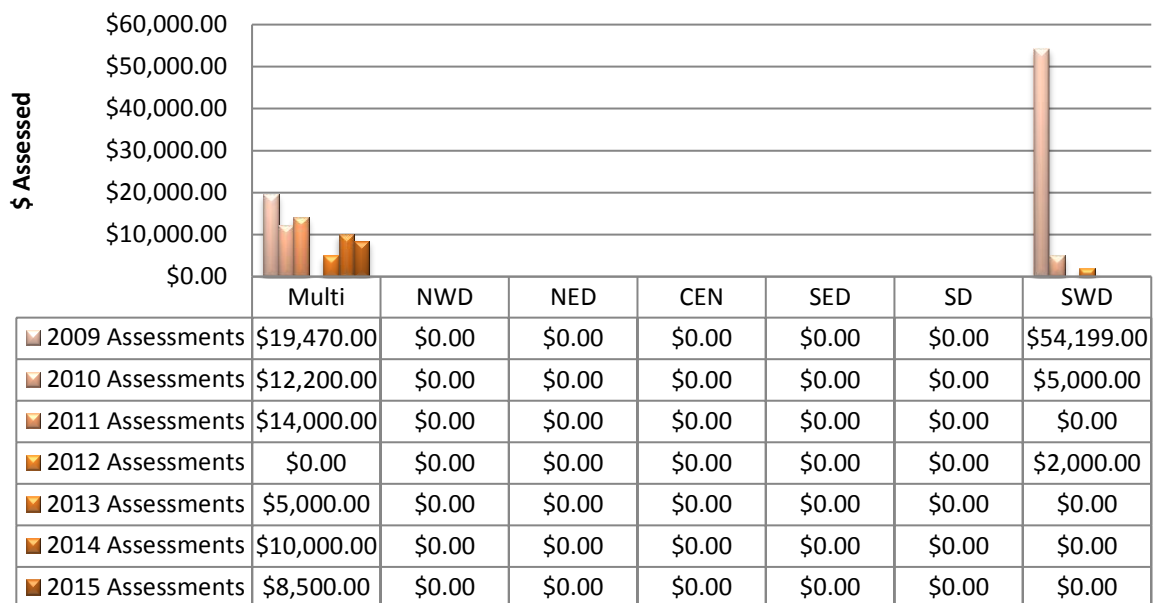 $60,000.00
$50,000.00
$40,000.00
$30,000.00
$20,000.00
$10,000.00
$0.00
$ Assessed
Multi NWD NED CEN SED SD SWD
2009 Assessments $19,470.00 $0.00 $0.00 $0.00 $0.00 $0.00 $54,199.00
2010 Assessments $12,200.00 $0.00 $0.00 $0.00 $0.00 $0.00 $5,000.00
2011 Assessments $14,000.00 $0.00 $0.00 $0.00 $0.00 $0.00 $0.00
2012 Assessments $0.00 $0.00 $0.00 $0.00 $0.00 $0.00 $2,000.00
2013 Assessments $5,000.00 $0.00 $0.00 $0.00 $0.00 $0.00 $0.00
2014 Assessments $10,000.00 $0.00 $0.00 $0.00 $0.00 $0.00 $0.00
2015 Assessments $8,500.00 $0.00 $0.00 $0.00 $0.00 $0.00 $0.00